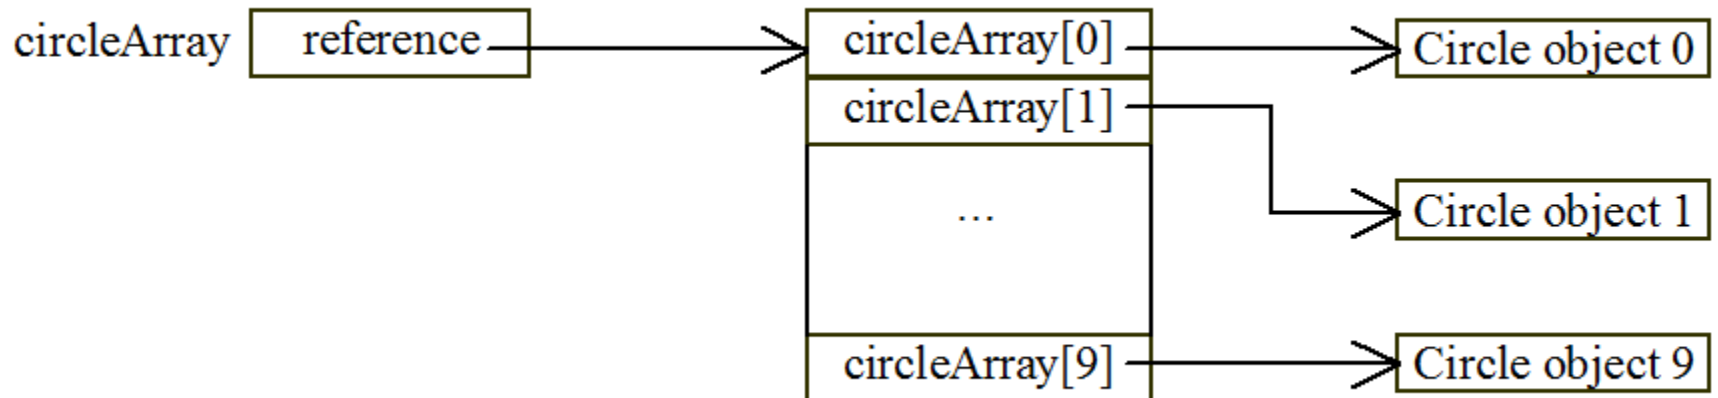 circleArray reference circleArray[0] Circle object 0
circleArray[1]
... Circle object 1
circleArray[9] Circle object 9